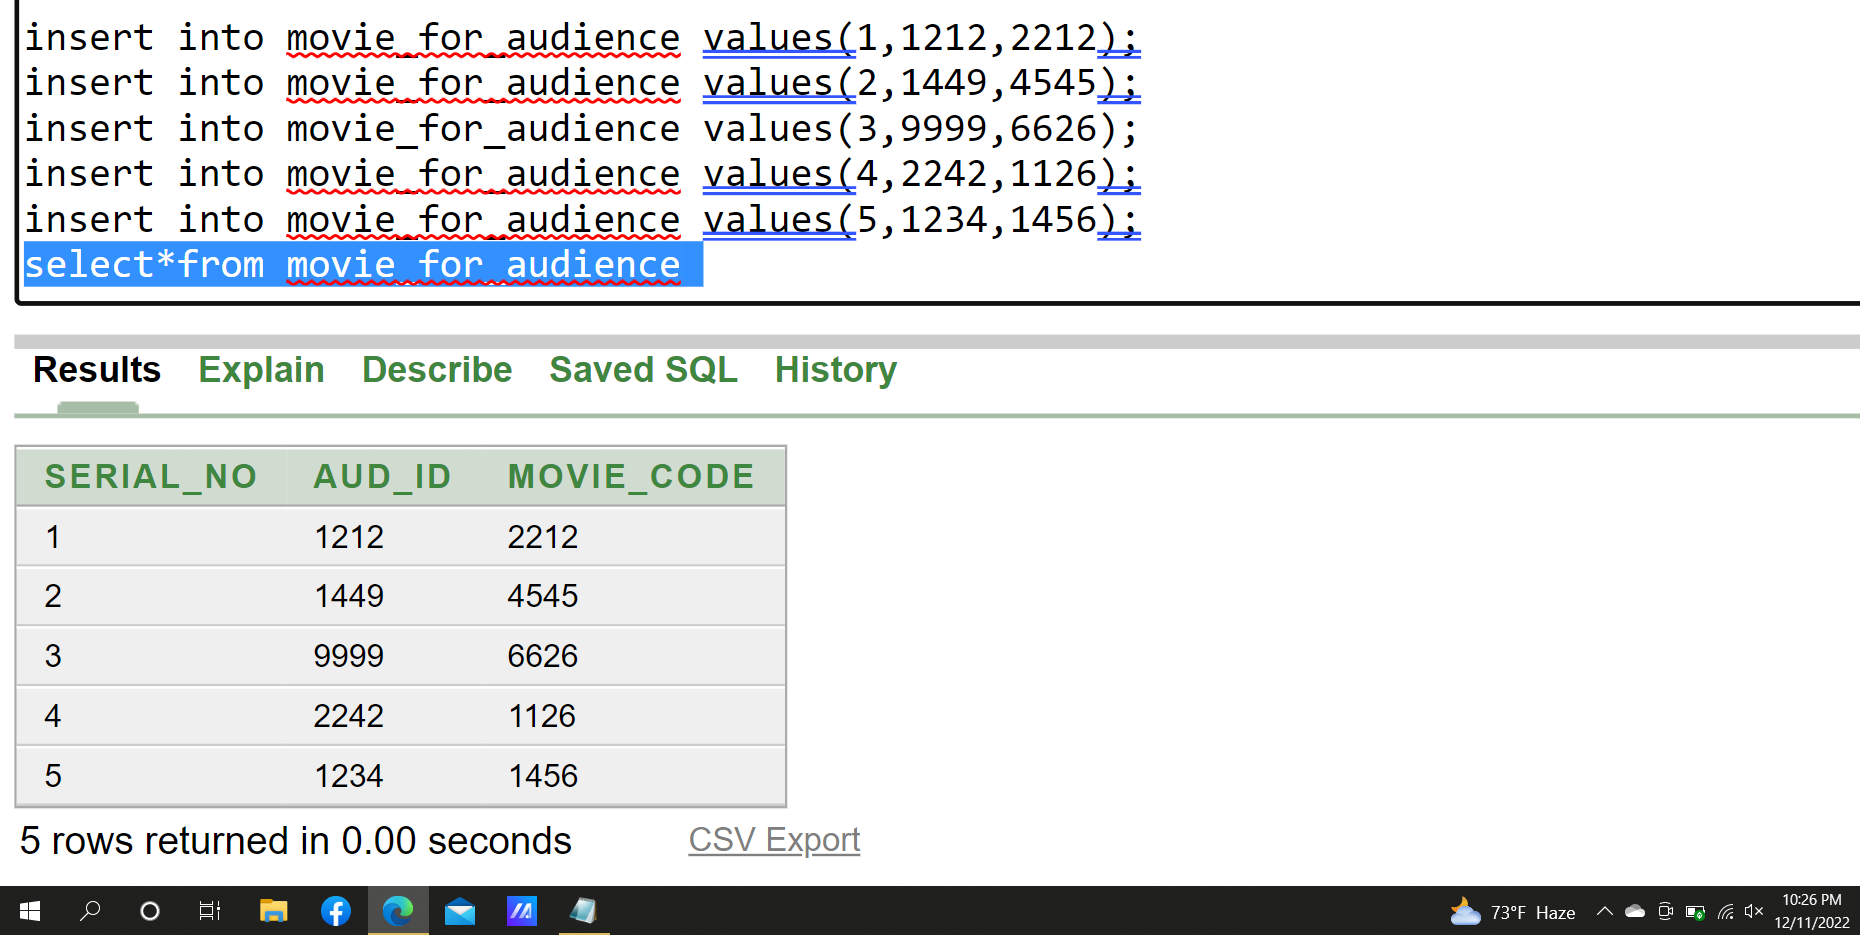 insert into movie_for_audience values(1,1212,2212);
insert into movie_for_audience values(2,1449,4545);
insert into movie_for_audience values(3,9999,6626);
insert into movie_for_audience values(4,2242,1126);
insert into movie_for_audience values(5,1234,1456);
select*from movie_for_audience
Results Explain Describe Saved SQL History
SERIAL_NO AUD_ID MOVIE_CODE
1 1212 2212
2 1449 4545
3 9999 6626
4 2242 1126
5 1234 1456
5 rows returned in 0.00 seconds CSV Export
73°F Haze
10:26 PM
12/11/2022